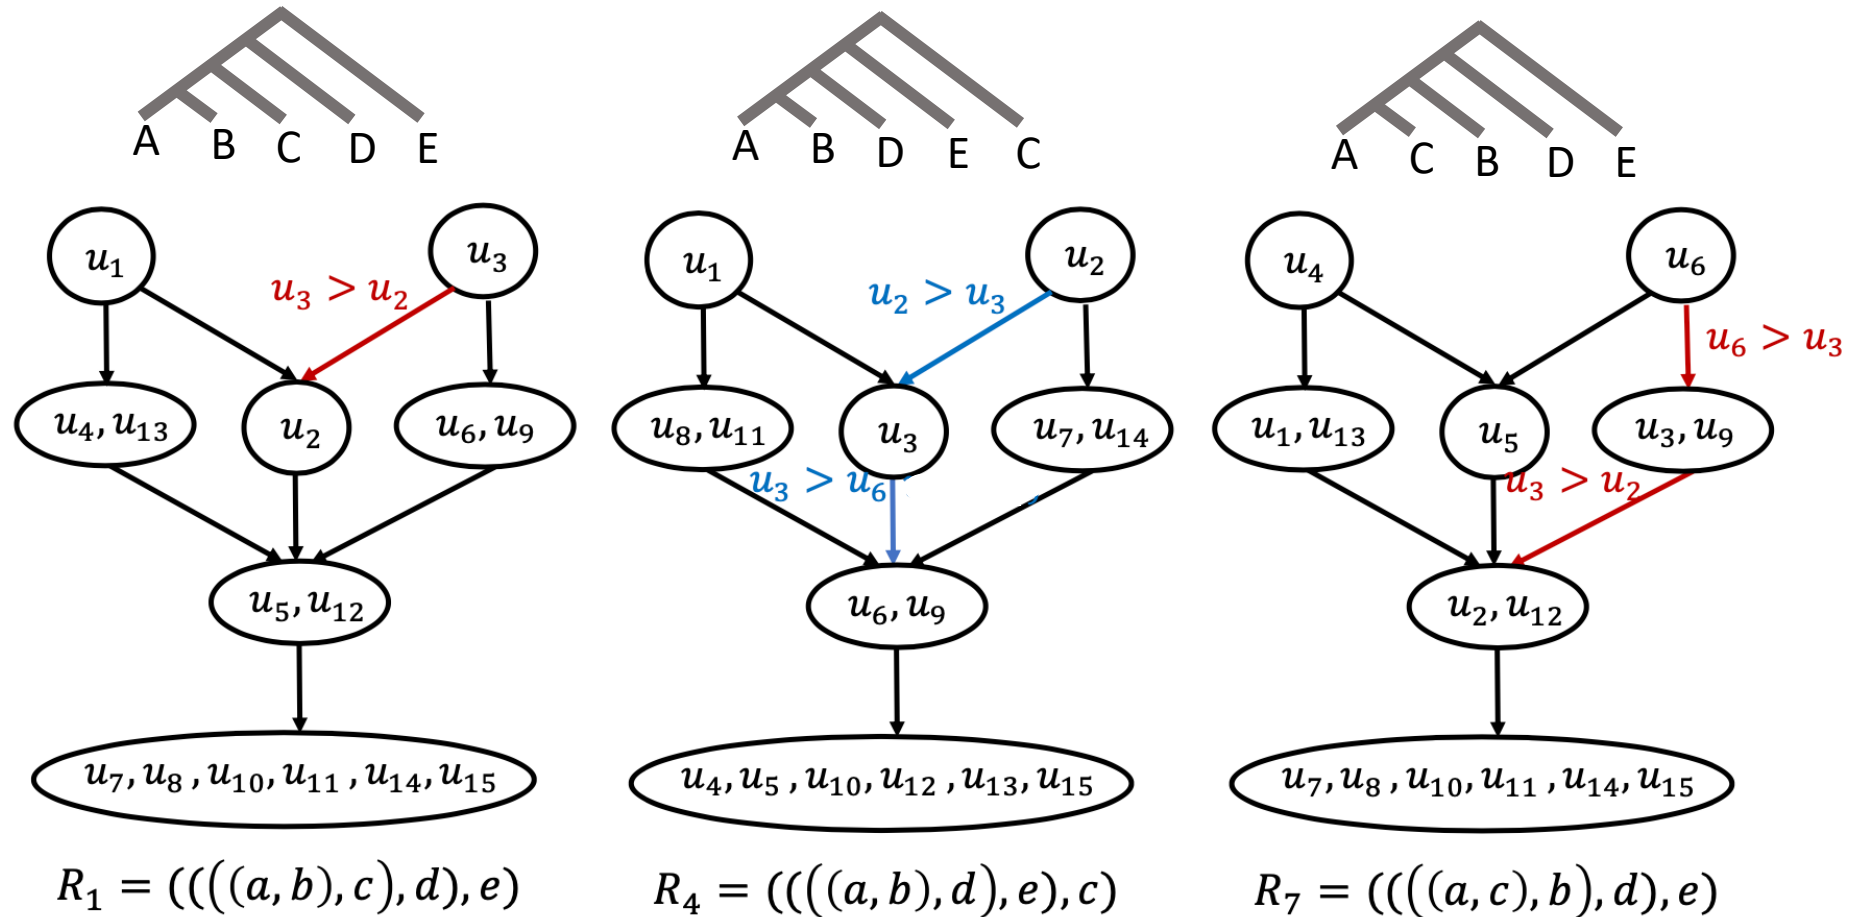 A B C D E
A B D E C
A C B D E
u₁ u₃
u₃ > u₂
u₄, u₁₃ u₂ u₆, u₉
u₅, u₁₂
u₇, u₈ , u₁₀, u₁₁ , u₁₄, u₁₅
R₁ = ((((a, b), c), d), e)
u₁ u₂
u₂ > u₃
u₈, u₁₁ u₃ u₇, u₁₄
u₃ > u₆
u₆, u₉
u₄, u₅ , u₁₀, u₁₂ , u₁₃, u₁₅
R₄ = ((((a, b), d), e), c)
u₄ u₆
u₆ > u₃
u₁, u₁₃ u₅ u₃, u₉
u₃ > u₂
u₂, u₁₂
u₇, u₈ , u₁₀, u₁₁ , u₁₄, u₁₅
R₇ = ((((a, c), b), d), e)